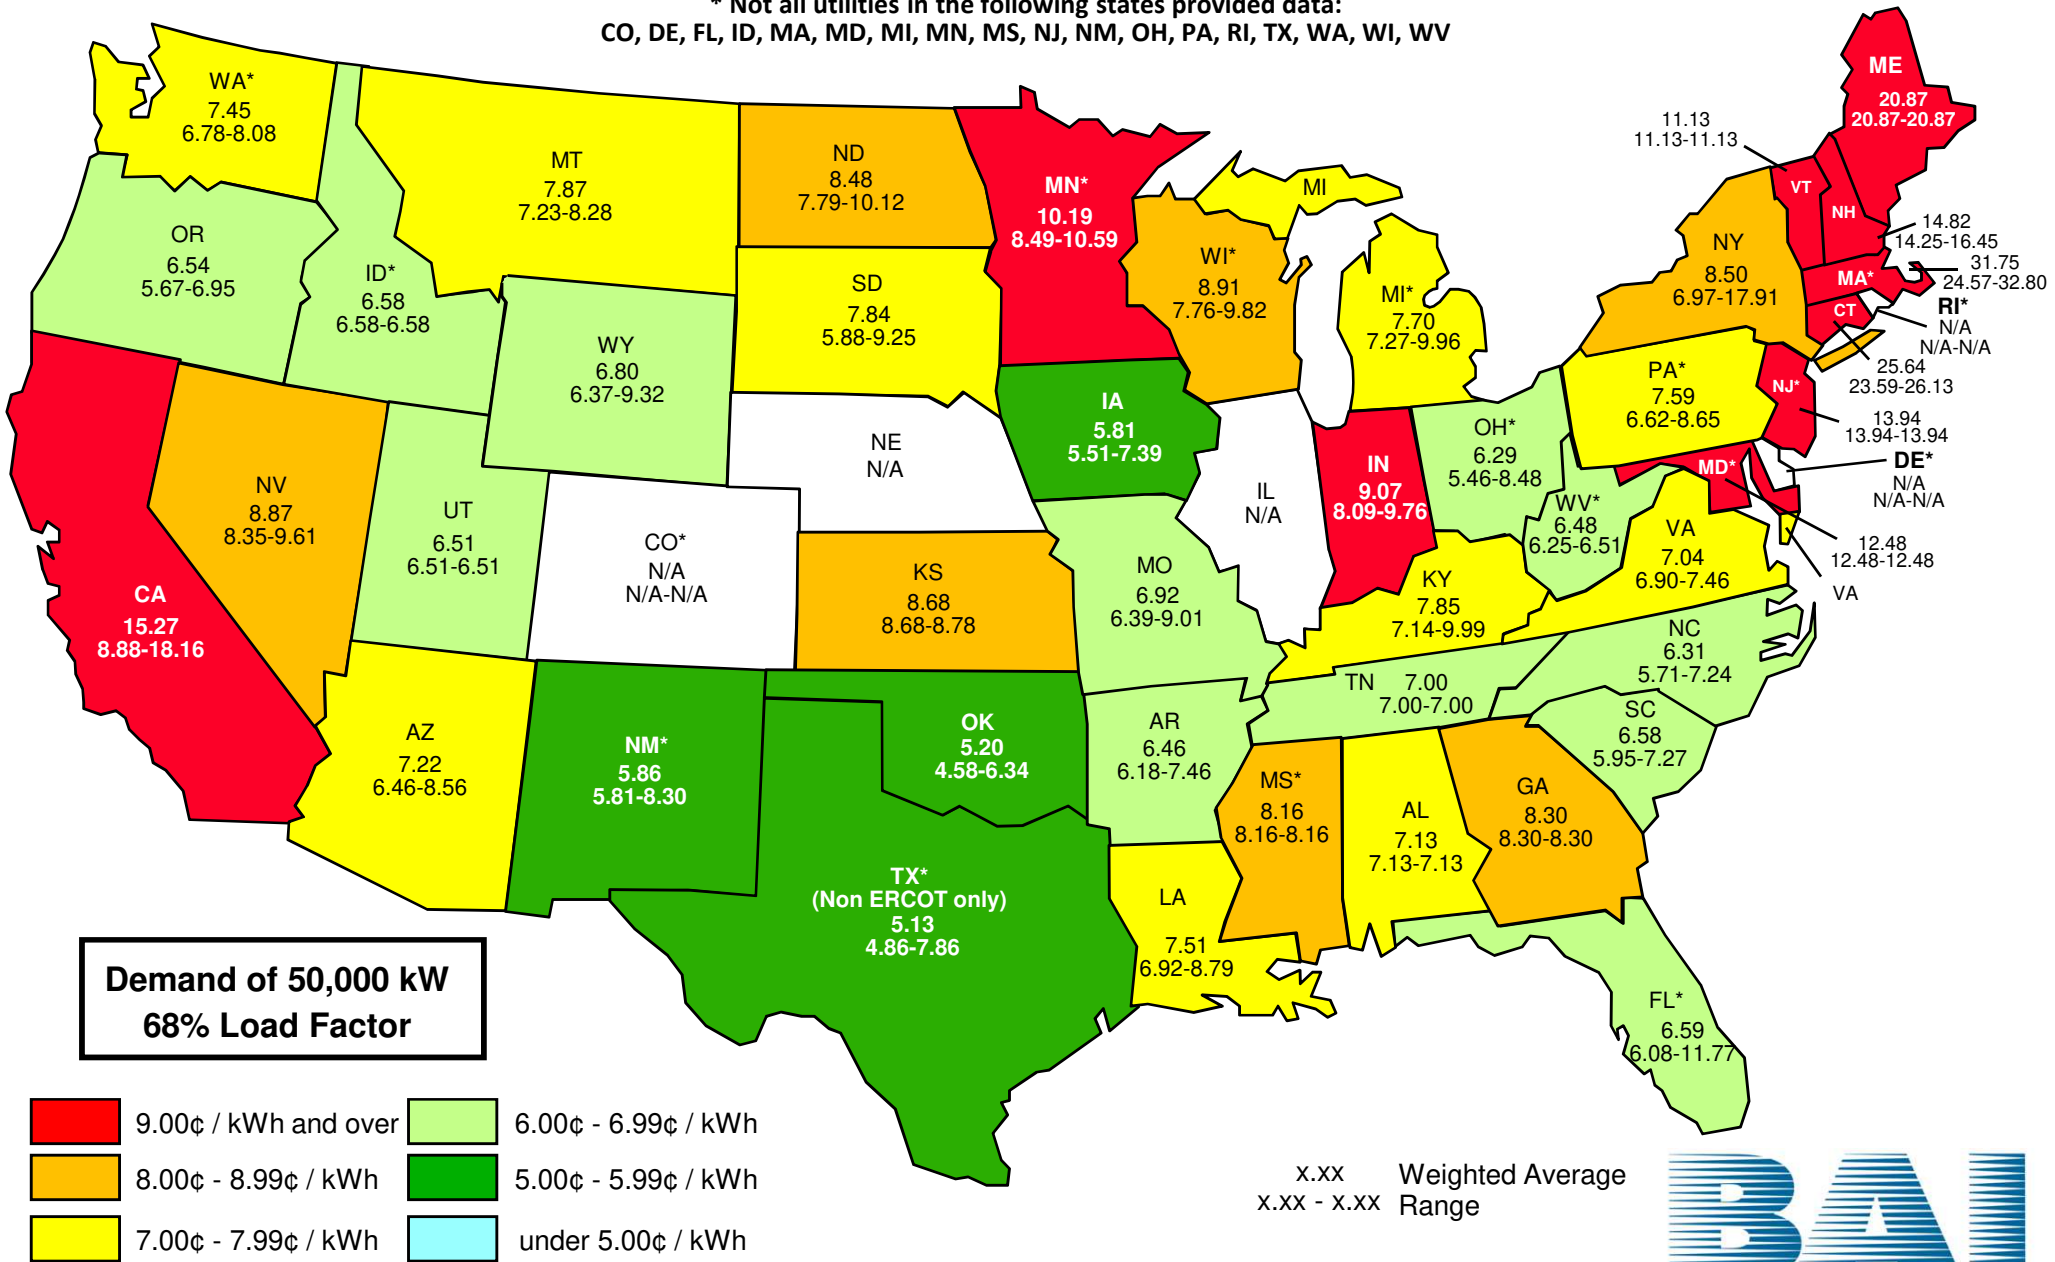 * Not all utilities in the following states provided data:
CO, DE, FL, ID, MA, MD, MI, MN, MS, NJ, NM, OH, PA, RI, TX, WA, WI, WV
WA*
7.45
6.78-8.08
OR
6.54
5.67-6.95
ID*
6.58
6.58-6.58
MT
7.87
7.23-8.28
ND
8.48
7.79-10.12
MN*
10.19
8.49-10.59
SD
7.84
5.88-9.25
WY
6.80
6.37-9.32
WI*
8.91
7.76-9.82
MI
MI*
7.70
7.27-9.96
ME
20.87
20.87-20.87
11.13
11.13-11.13
VT
NH
14.82
14.25-16.45
31.75
24.57-32.80
MA*
CT
RI*
N/A
N/A-N/A
25.64
23.59-26.13
NY
8.50
6.97-17.91
PA*
7.59
6.62-8.65
NJ*
13.94
13.94-13.94
DE*
N/A
N/A-N/A
MD*
12.48
12.48-12.48
VA
CA
15.27
8.88-18.16
NV
8.87
8.35-9.61
UT
6.51
6.51-6.51
CO*
N/A
N/A-N/A
NE
N/A
IA
5.81
5.51-7.39
IL
N/A
IN
9.07
8.09-9.76
OH*
6.29
5.46-8.48
WV*
6.48
6.25-6.51
VA
7.04
6.90-7.46
KS
8.68
8.68-8.78
MO
6.92
6.39-9.01
KY
7.85
7.14-9.99
NC
6.31
5.71-7.24
TN 7.00
7.00-7.00
SC
6.58
5.95-7.27
AZ
7.22
6.46-8.56
NM*
5.86
5.81-8.30
OK
5.20
4.58-6.34
AR
6.46
6.18-7.46
MS*
8.16
8.16-8.16
AL
7.13
7.13-7.13
GA
8.30
8.30-8.30
TX*
(Non ERCOT only)
5.13
4.86-7.86
LA
7.51
6.92-8.79
FL*
6.59
6.08-11.77
Demand of 50,000 kW
68% Load Factor
9.00¢ / kWh and over
8.00¢ - 8.99¢ / kWh
7.00¢ - 7.99¢ / kWh
6.00¢ - 6.99¢ / kWh
5.00¢ - 5.99¢ / kWh
under 5.00¢ / kWh
x.xx Weighted Average
x.xx - x.xx Range
BAI